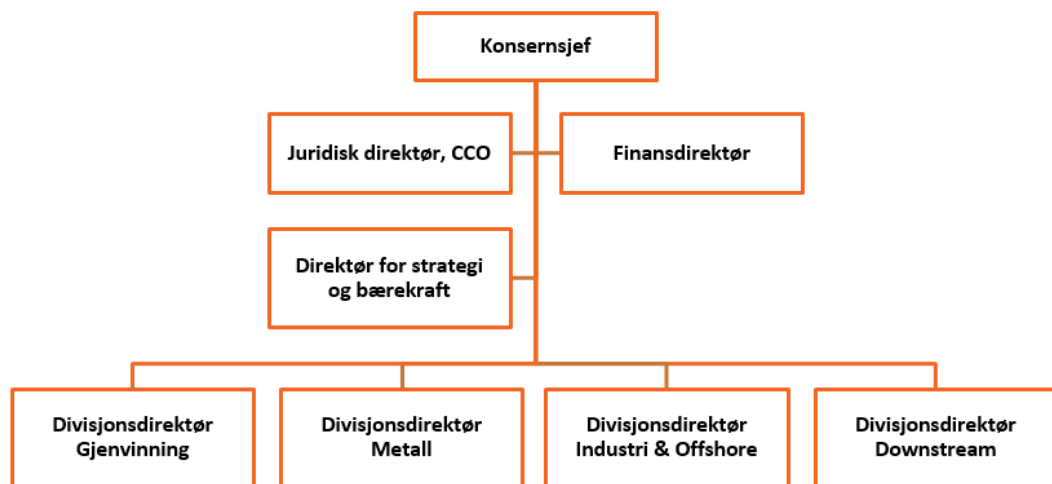 Konsernsjef
Juridisk direktør, CCO
Finansdirektør
Direktør for strategi
og bærekraft
Divisjonsdirektør
Gjenvinning
Divisjonsdirektør
Metall
Divisjonsdirektør
Industri & Offshore
Divisjonsdirektør
Downstream